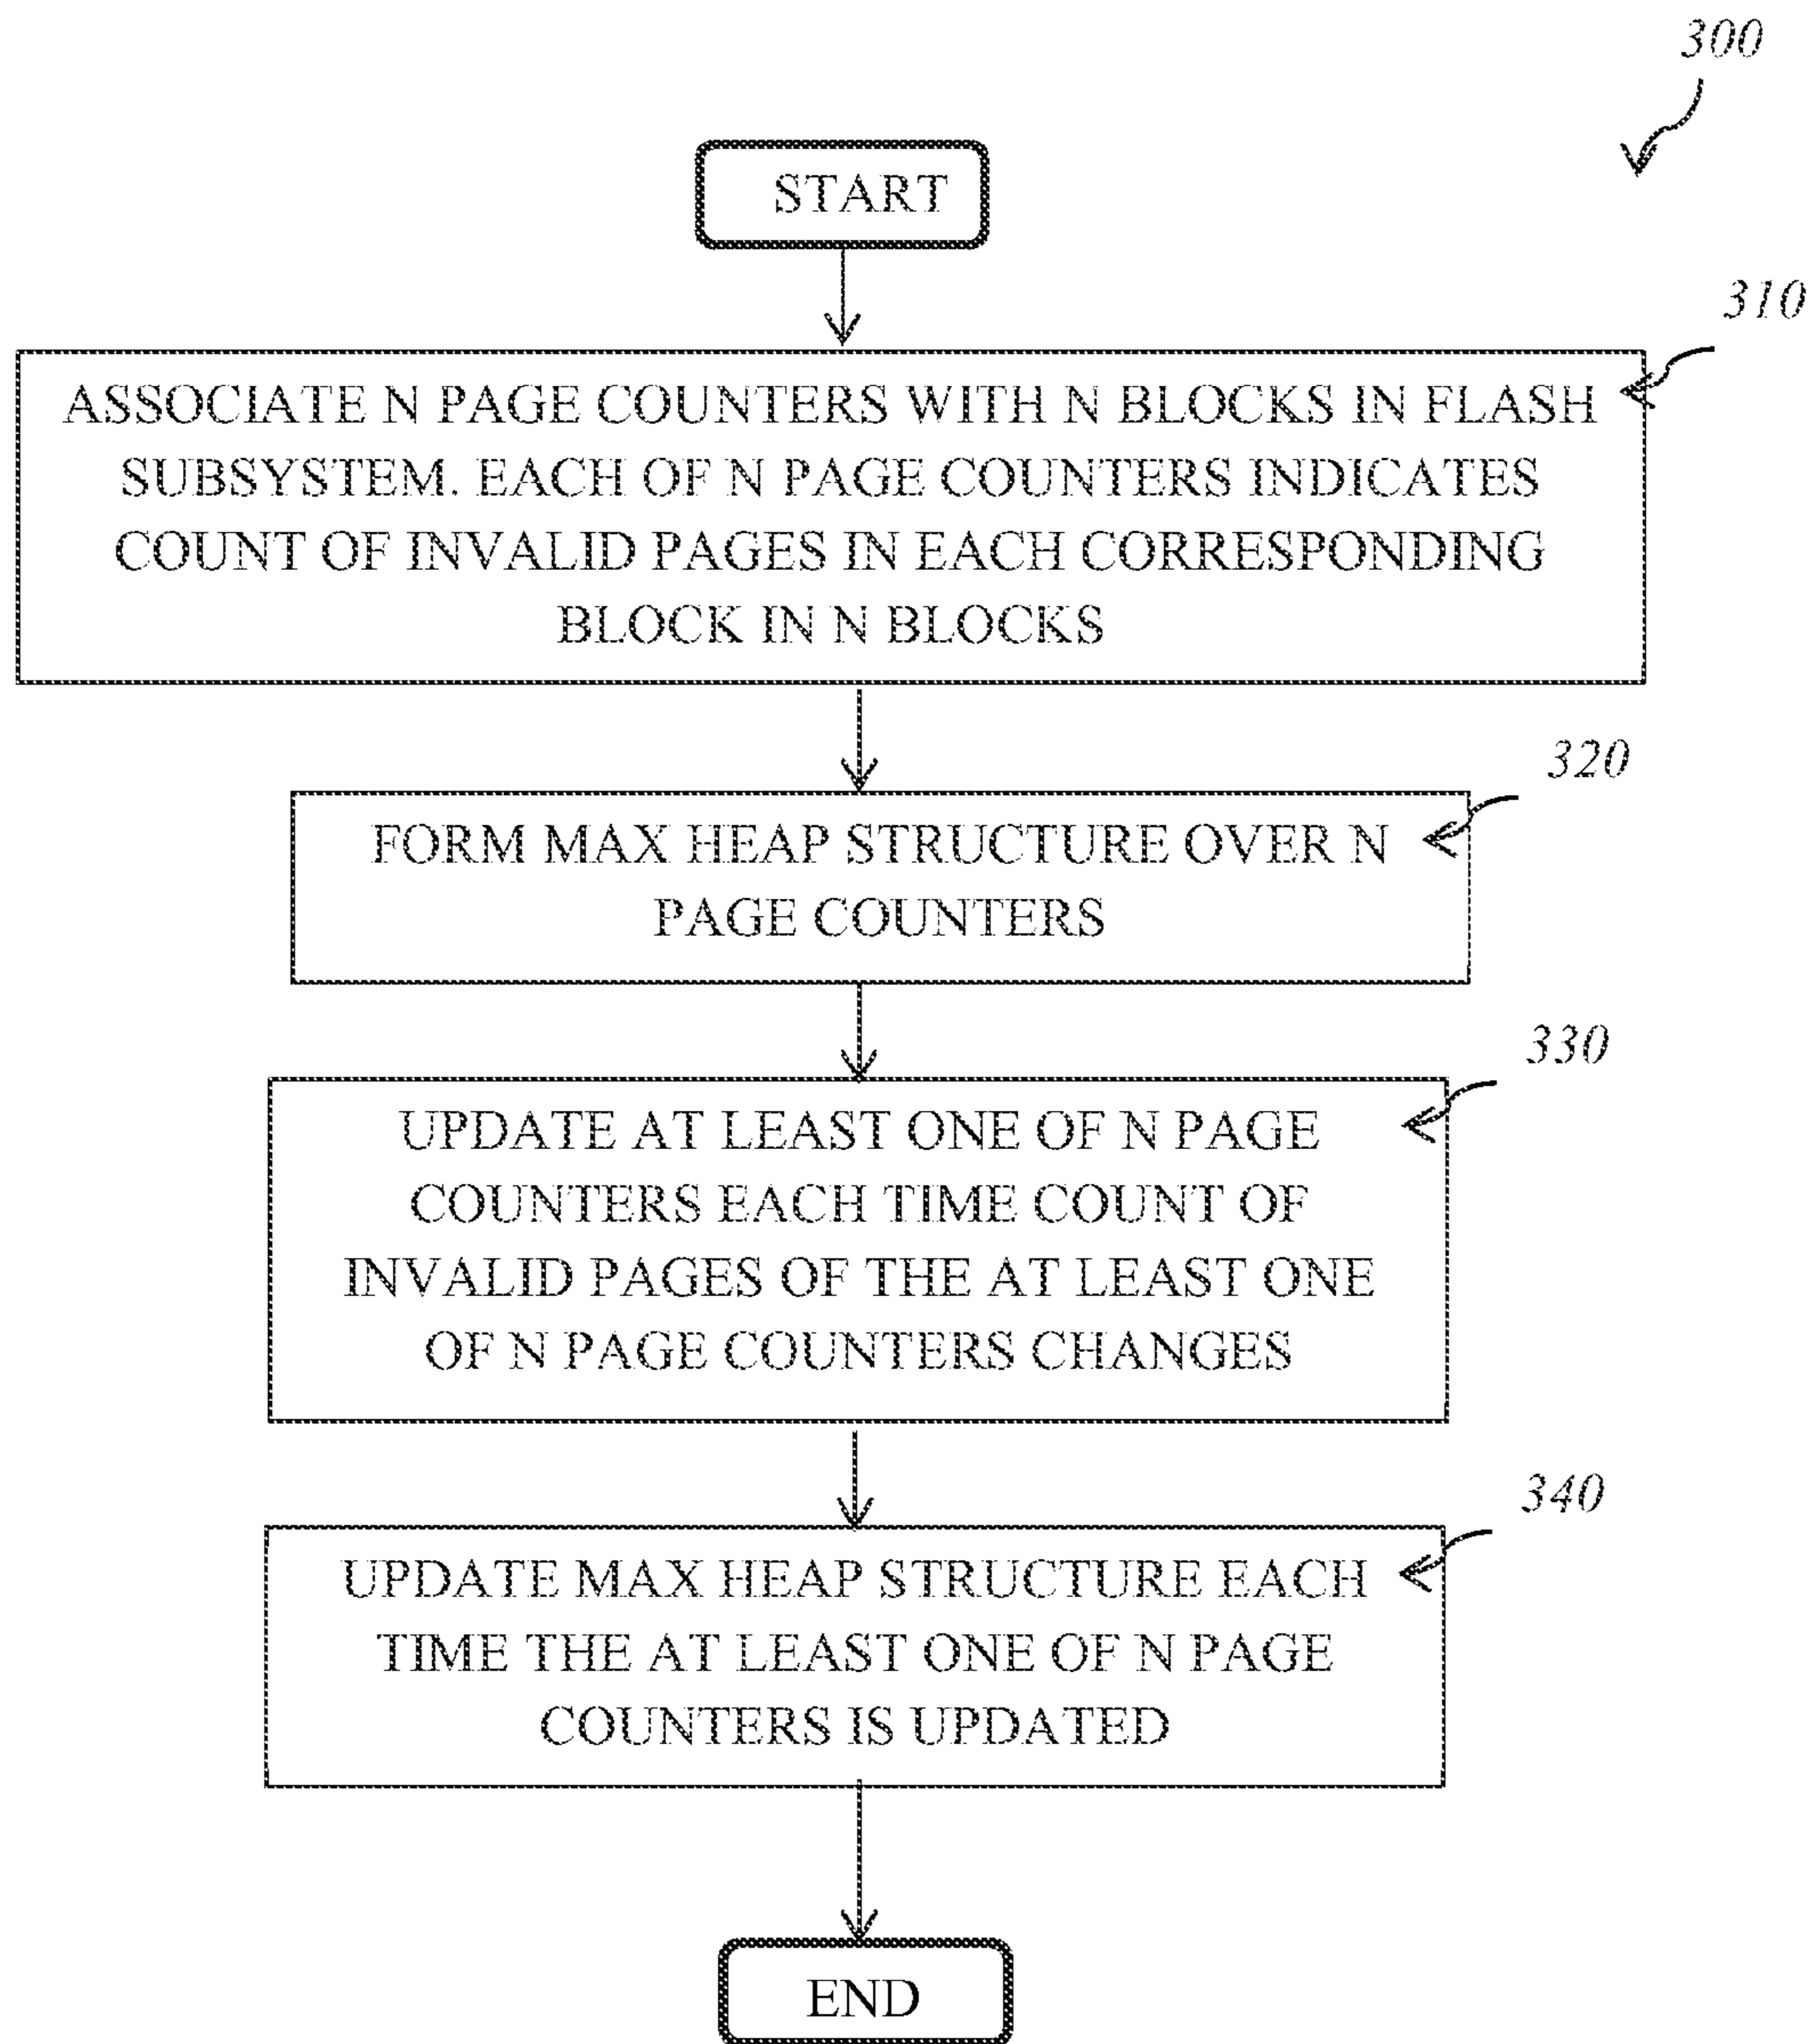 300
START
310
ASSOCIATE N PAGE COUNTERS WITH N BLOCKS IN FLASH
SUBSYSTEM. EACH OF N PAGE COUNTERS INDICATES
COUNT OF INVALID PAGES IN EACH CORRESPONDING
BLOCK IN N BLOCKS
320
FORM MAX HEAP STRUCTURE OVER N
PAGE COUNTERS
330
UPDATE AT LEAST ONE OF N PAGE
COUNTERS EACH TIME COUNT OF
INVALID PAGES OF THE AT LEAST ONE
OF N PAGE COUNTERS CHANGES
340
UPDATE MAX HEAP STRUCTURE EACH
TIME THE AT LEAST ONE OF N PAGE
COUNTERS IS UPDATED
END